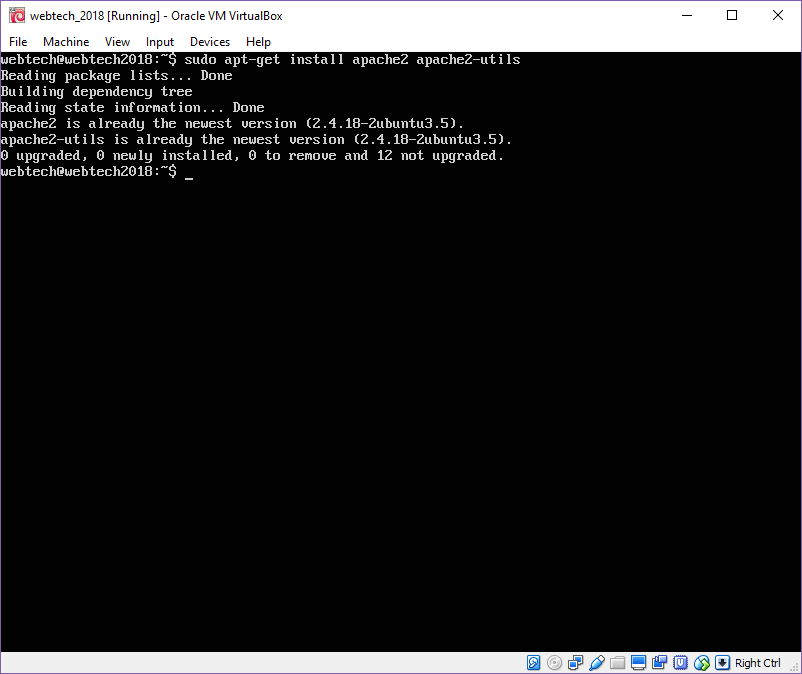 webtech_2018 [Running] - Oracle VM VirtualBox
File Machine View Input Devices Help
webtech@webtech2018:~$ sudo apt-get install apache2 apache2-utils
Reading package lists... Done
Building dependency tree
Reading state information... Done
apache2 is already the newest version (2.4.18-2ubuntu3.5).
apache2-utils is already the newest version (2.4.18-2ubuntu3.5).
0 upgraded, 0 newly installed, 0 to remove and 12 not upgraded.
webtech@webtech2018:~$ _
Right Ctrl